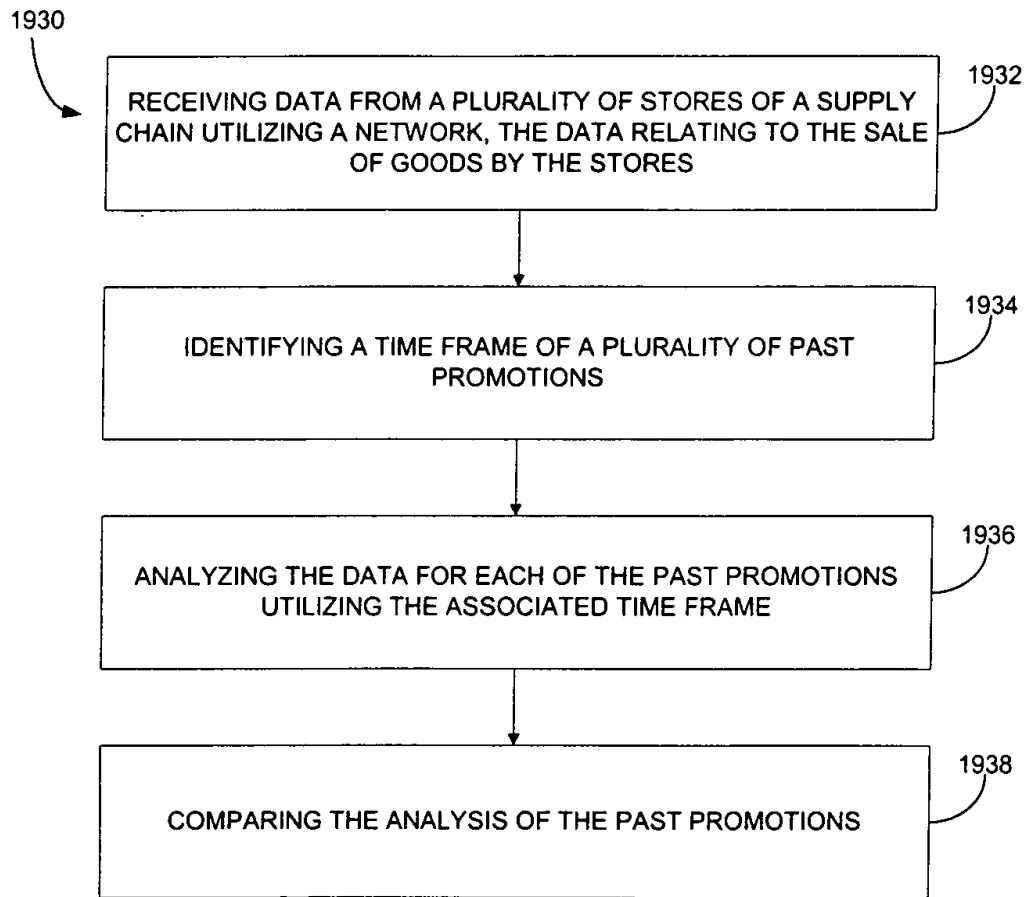 1930
1932
RECEIVING DATA FROM A PLURALITY OF STORES OF A SUPPLY
CHAIN UTILIZING A NETWORK, THE DATA RELATING TO THE SALE
OF GOODS BY THE STORES
1934
IDENTIFYING A TIME FRAME OF A PLURALITY OF PAST
PROMOTIONS
1936
ANALYZING THE DATA FOR EACH OF THE PAST PROMOTIONS
UTILIZING THE ASSOCIATED TIME FRAME
1938
COMPARING THE ANALYSIS OF THE PAST PROMOTIONS